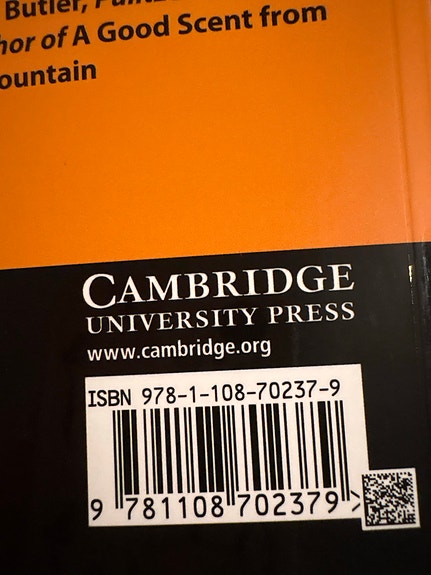 Butler,
hor of A Good Scent from
ountain
CAMBRIDGE
UNIVERSITY PRESS
www.cambridge.org
ISBN 978-1-108-70237-9
9 781108 702379 >